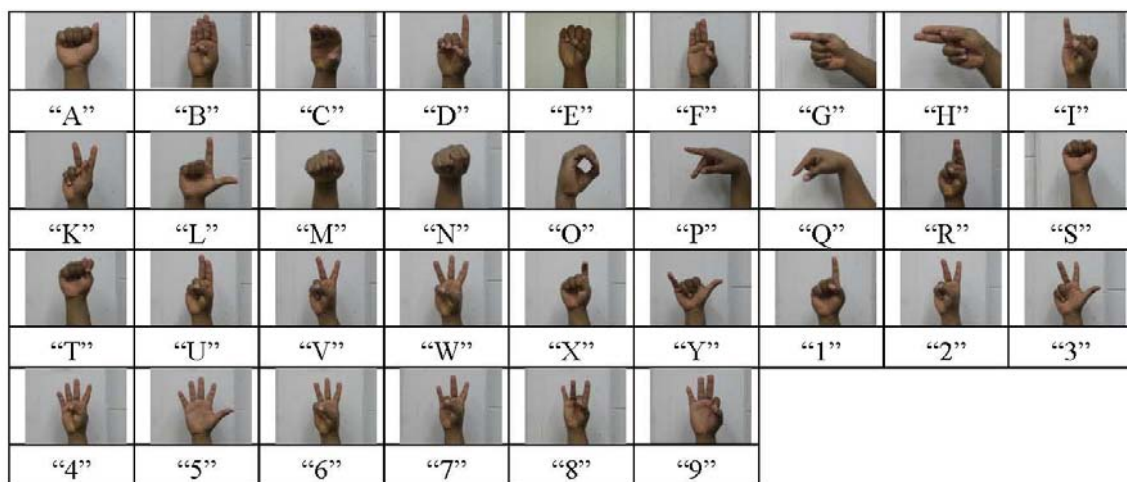 “A” “B” “C” “D” “E” “F” “G” “H” “I”
“K” “L” “M” “N” “O” “P” “Q” “R” “S”
“T” “U” “V” “W” “X” “Y” “1” “2” “3”
“4” “5” “6” “7” “8” “9”